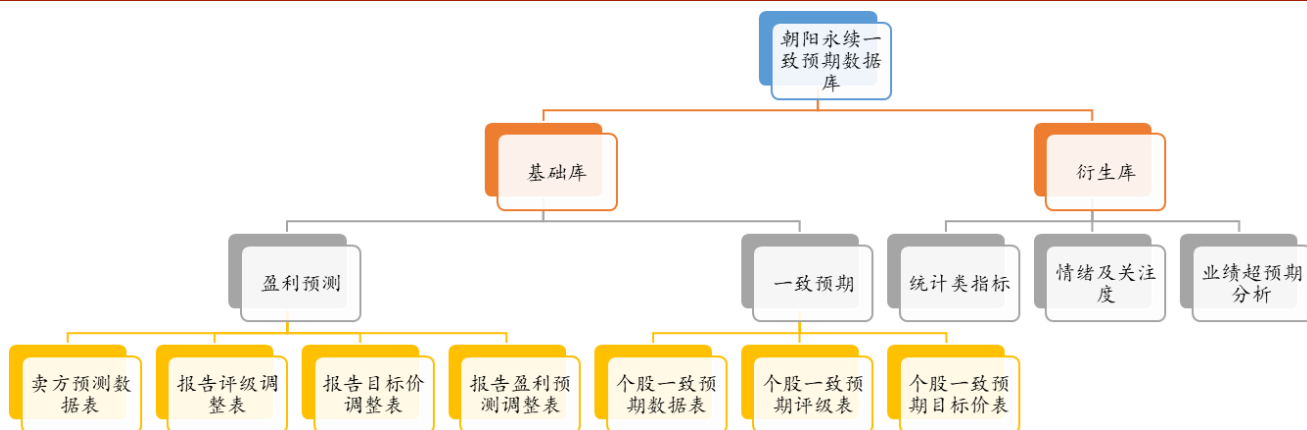 朝阳永续一
致预期数据
库
基础库
衍生库
盈利预测
一致预期
统计类指标
情绪及关注
度
业绩超预期
分析
卖方预测数
据表
报告评级调
整表
报告目标价
调整表
报告盈利预
测调整表
个股一致预
期数据表
个股一致预
期评级表
个股一致预
期目标价表